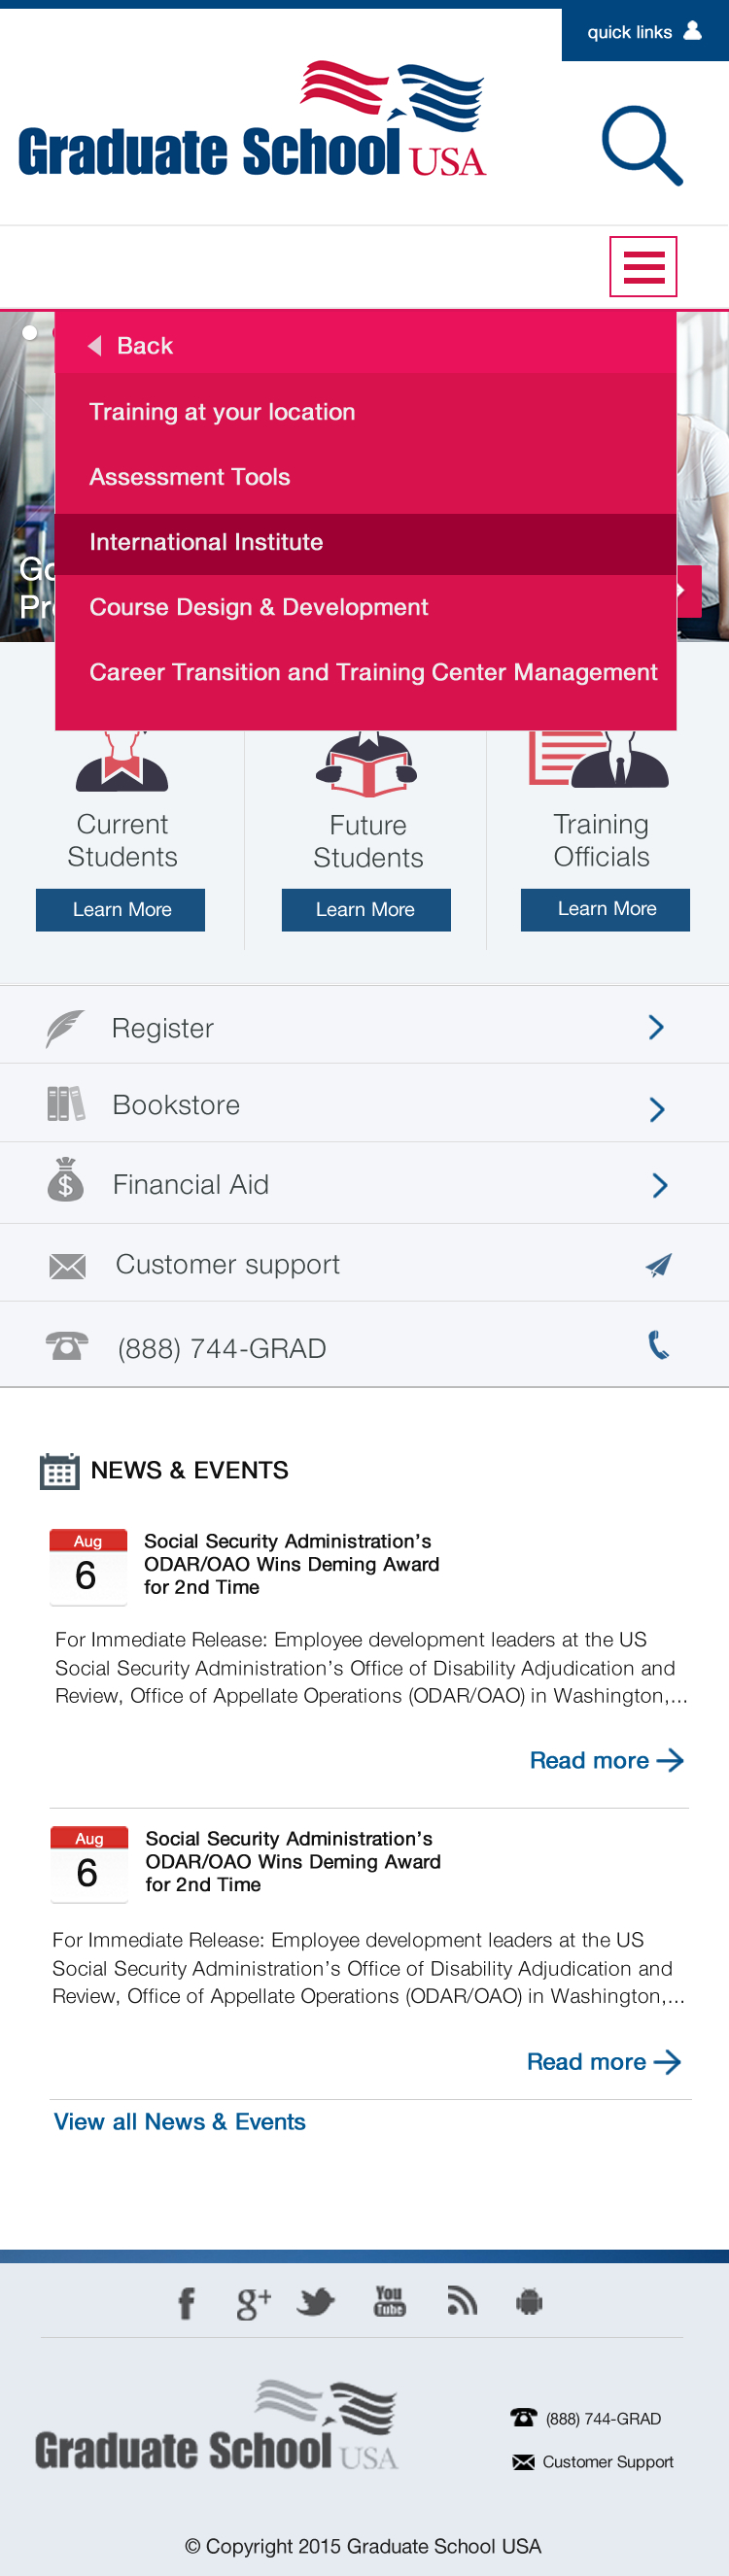 quick links
Graduate School USA
Back
Training at your location
Assessment Tools
International Institute
Course Design & Development
Career Transition and Training Center Management
Current
Students
Learn More
Future
Students
Learn More
Training
Officials
Learn More
Register
Bookstore
Financial Aid
Customer support
(888) 744-GRAD
NEWS & EVENTS
Aug
6
Social Security Administration’s
ODAR/OAO Wins Deming Award
for 2nd Time
For Immediate Release: Employee development leaders at the US
Social Security Administration’s Office of Disability Adjudication and
Review, Office of Appellate Operations (ODAR/OAO) in Washington,...
Read more
Aug
6
Social Security Administration’s
ODAR/OAO Wins Deming Award
for 2nd Time
For Immediate Release: Employee development leaders at the US
Social Security Administration’s Office of Disability Adjudication and
Review, Office of Appellate Operations (ODAR/OAO) in Washington,...
Read more
View all News & Events
f g+ You Tube
Graduate School USA
(888) 744-GRAD
Customer Support
© Copyright 2015 Graduate School USA